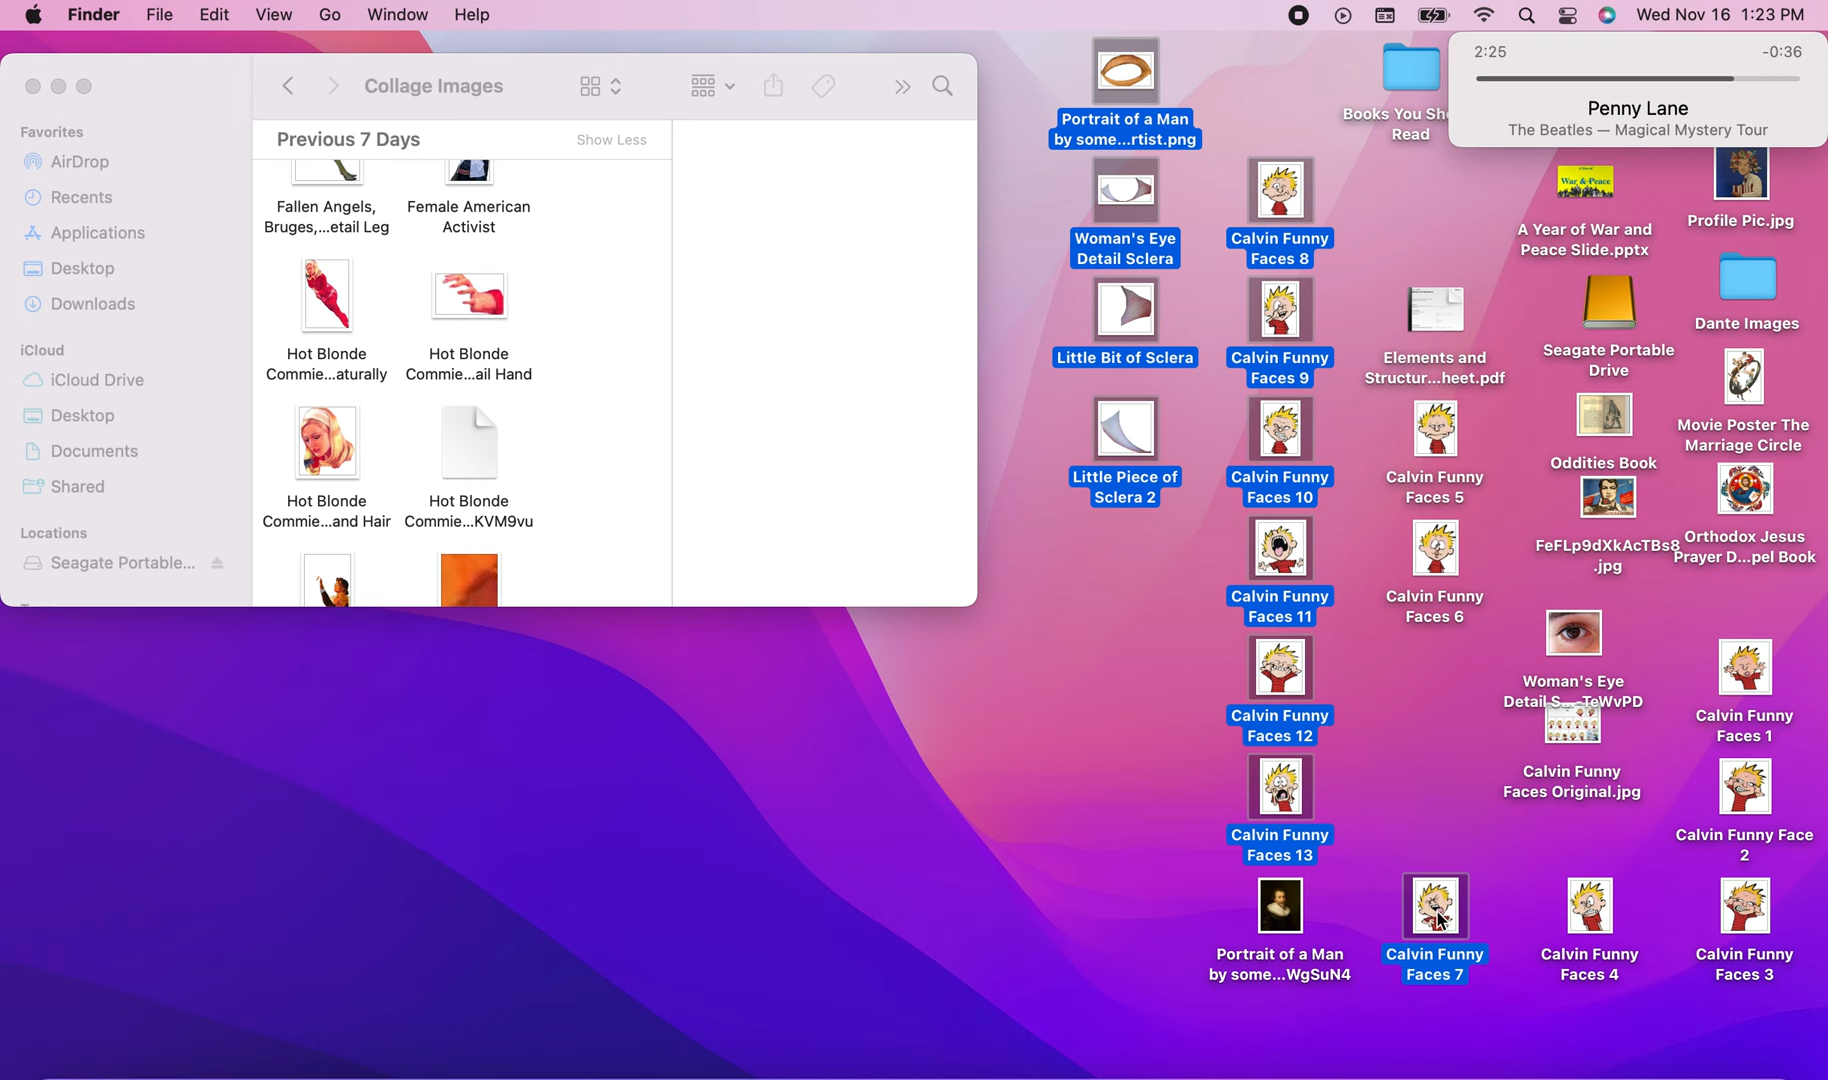 Finder File Edit View Go Window Help
Wed Nov 16 1:23 PM
2:25
-0:36
Penny Lane
The Beatles — Magical Mystery Tour
Collage Images
Previous 7 Days
Show Less
Favorites
AirDrop
Recents
Applications
Desktop
Downloads
iCloud
iCloud Drive
Desktop
Documents
Shared
Locations
Seagate Portable...
Fallen Angels,
Bruges,...etail Leg
Female American
Activist
Hot Blonde
Commie...aturally
Hot Blonde
Commie...ail Hand
Hot Blonde
Commie...and Hair
Hot Blonde
Commie...KVM9vu
Portrait of a Man
by some...rtist.png
Woman's Eye
Detail Sclera
Little Bit of Sclera
Little Piece of
Sclera 2
Calvin Funny
Faces 8
Calvin Funny
Faces 9
Calvin Funny
Faces 10
Calvin Funny
Faces 11
Calvin Funny
Faces 12
Calvin Funny
Faces 13
Portrait of a Man
by some...WgSuN4
Books You Sh
Read
Elements and
Structur...heet.pdf
Calvin Funny
Faces 5
Calvin Funny
Faces 6
Calvin Funny
Faces 7
War & Peace
A Year of War and
Peace Slide.pptx
Seagate Portable
Drive
Oddities Book
FeFLp9dXkAcTBs8
.jpg
Woman's Eye
Detail S...-TeWvPD
Calvin Funny
Faces Original.jpg
Calvin Funny
Faces 4
Profile Pic.jpg
Dante Images
Movie Poster The
Marriage Circle
Orthodox Jesus
Prayer D...pel Book
Calvin Funny
Faces 1
Calvin Funny Face
2
Calvin Funny
Faces 3